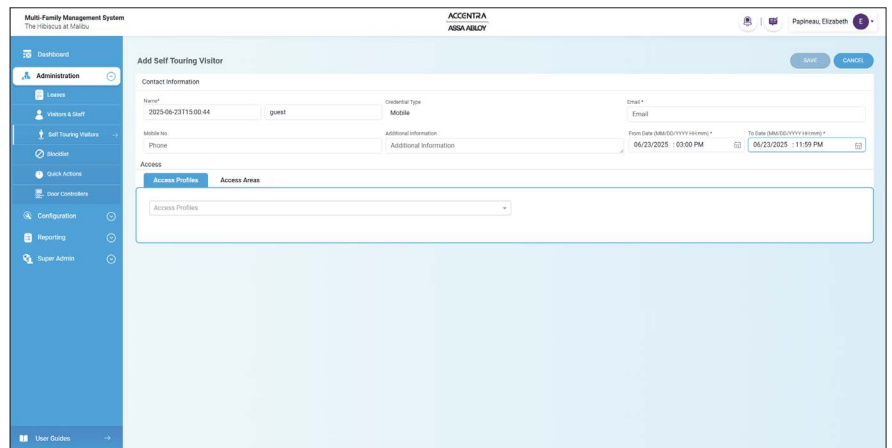 Multi-Family Management System
The Hibiscus at Malibu
ACCENTRA
ASSA ABLOY
Papineau, Elizabeth E
Dashboard
Administration
Leases
Visitors & Staff
Self Touring Visitors
Blocklist
Quick Actions
Door Controllers
Configuration
Reporting
Super Admin
User Guides
Add Self Touring Visitor
SAVE CANCEL
Contact Information
Name* Credential Type Email *
2025-06-23T15:00:44 guest Mobile Email
Mobile No. Additional Information From Date (MM/DD/YYYY HH:mm) * To Date (MM/DD/YYYY HH:mm) *
Phone Additional Information 06/23/2025 : 03:00 PM 06/23/2025 : 11:59 PM
Access
Access Profiles Access Areas
Access Profiles